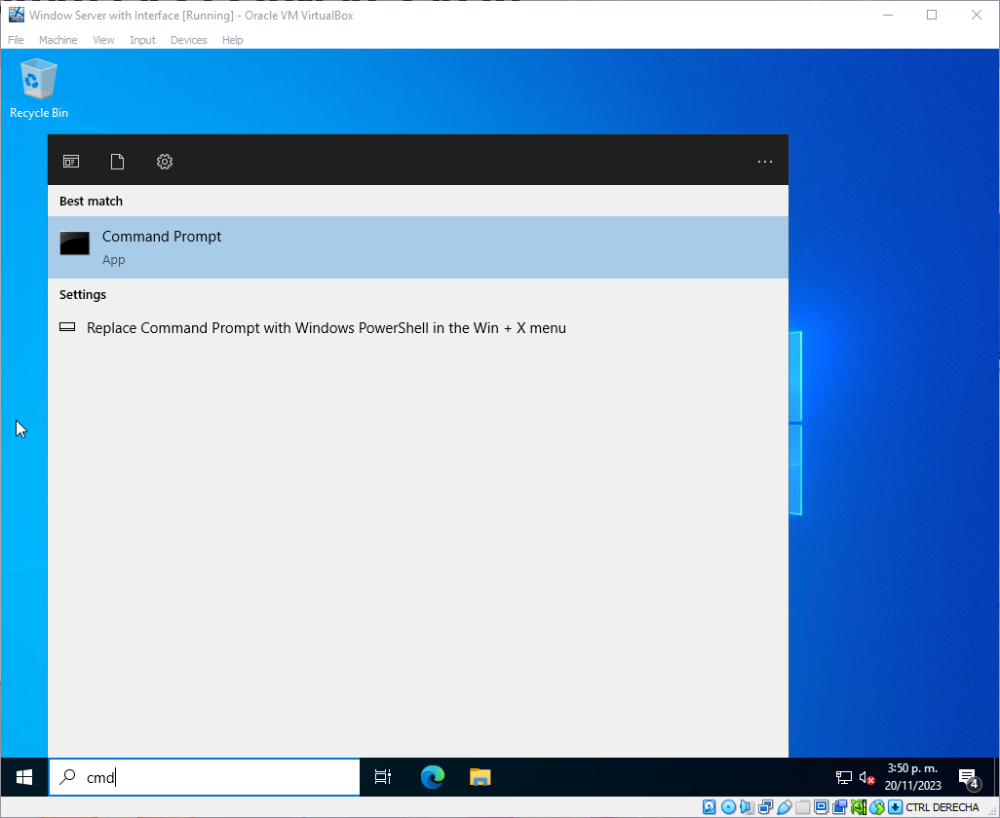 Window Server with Interface [Running] - Oracle VM VirtualBox
File Machine View Input Devices Help
Recycle Bin
Best match
Command Prompt
App
Settings
Replace Command Prompt with Windows PowerShell in the Win + X menu
cmd
3:50 p. m.
20/11/2023
4
CTRL DERECHA